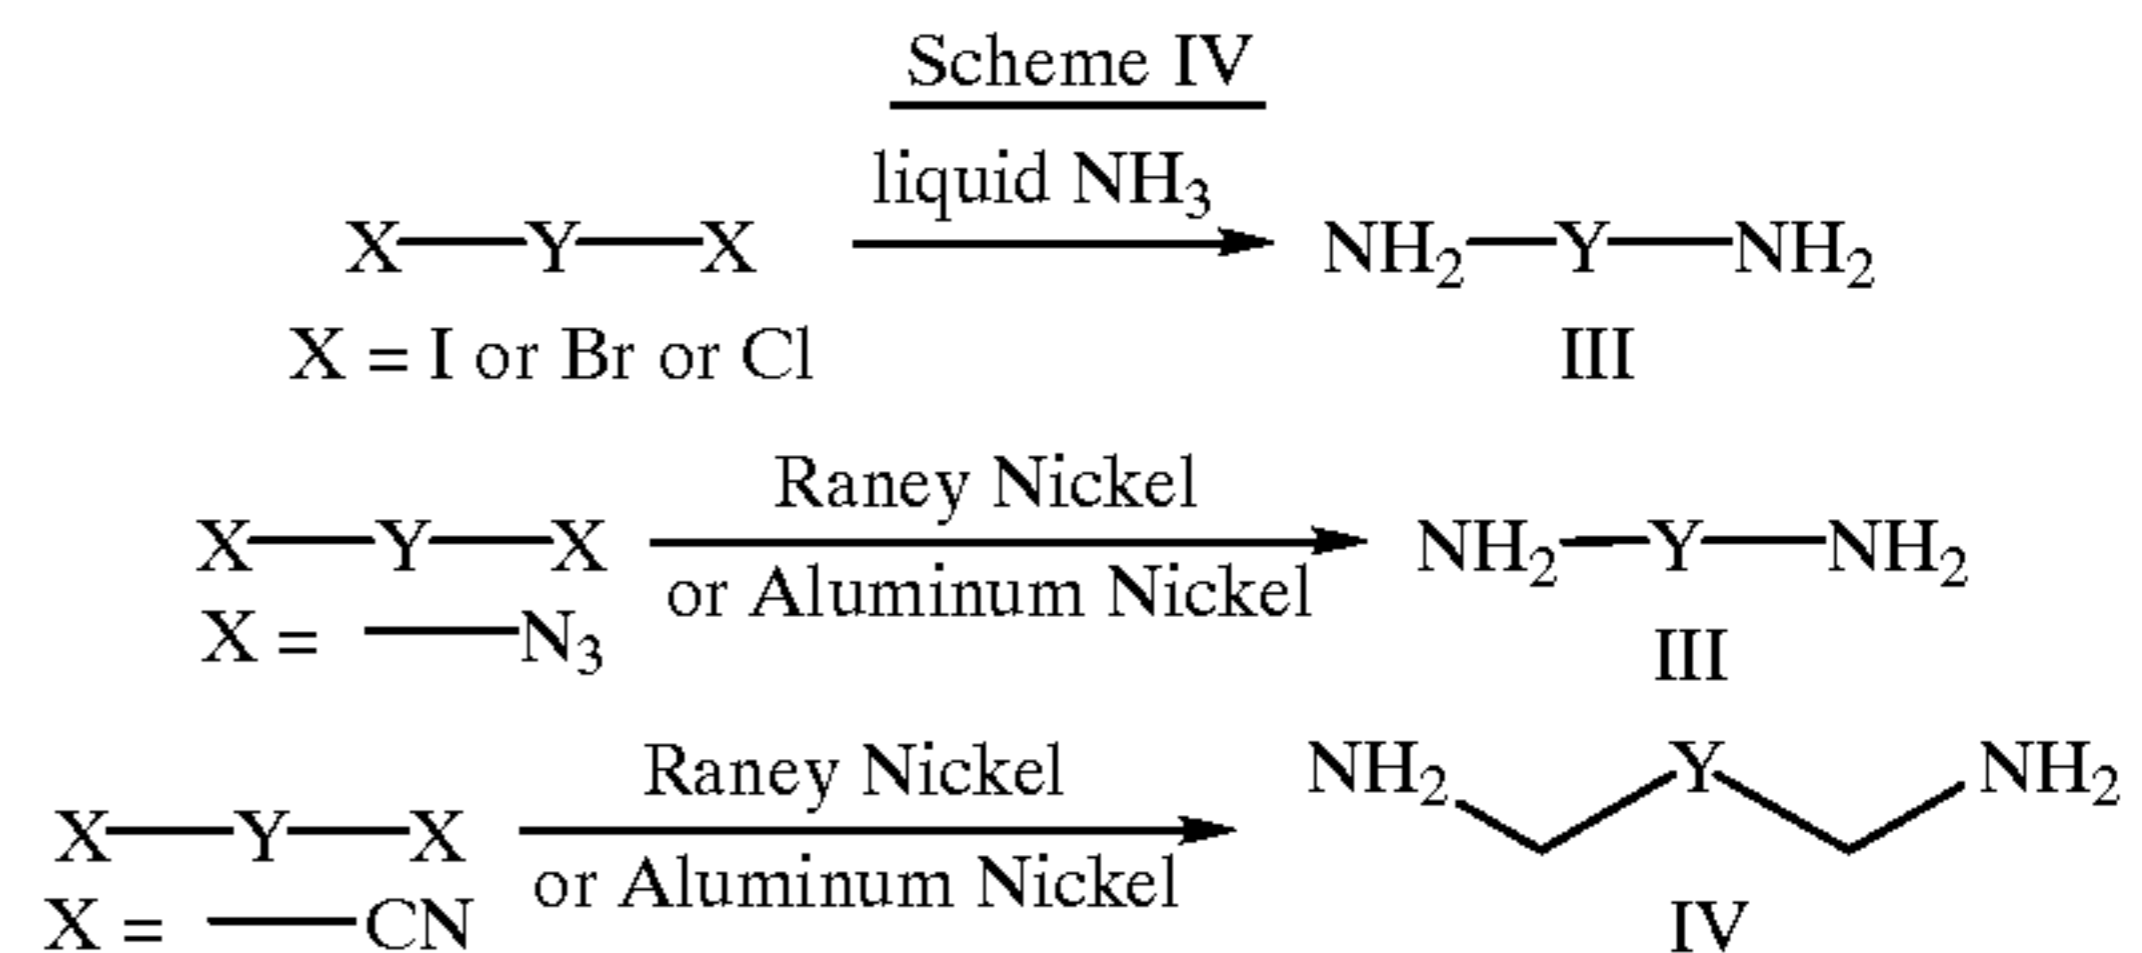 Scheme IV
liquid NH3
X—Y—X NH2—Y—NH2
X = I or Br or Cl III
Raney Nickel
X—Y—X NH2—Y—NH2
or Aluminum Nickel
X = —N3 III
Raney Nickel
NH2 Y NH2
X—Y—X
or Aluminum Nickel
X = —CN IV